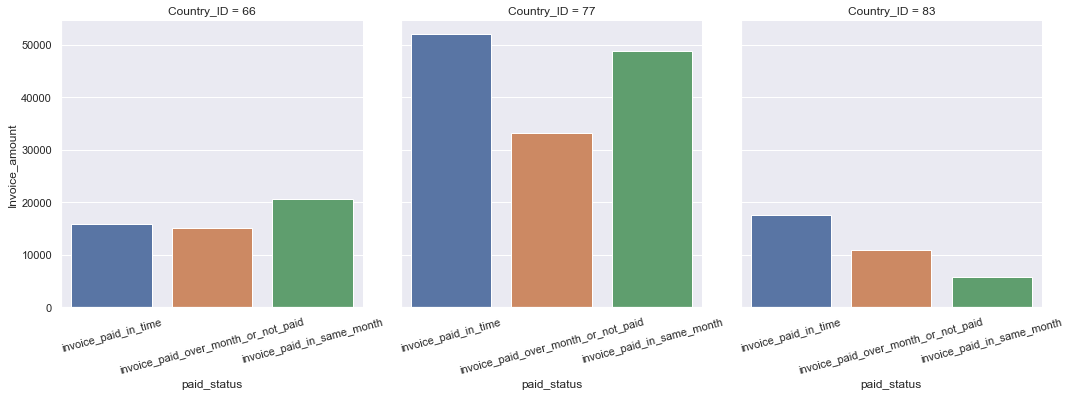 Country_ID = 66
Country_ID = 77
Country_ID = 83
Invoice_amount
50000
40000
30000
20000
10000
0
invoice_paid_in_time
invoice_paid_over_month_or_not_paid
invoice_paid_in_same_month
invoice_paid_in_time
invoice_paid_over_month_or_not_paid
invoice_paid_in_same_month
invoice_paid_in_time
invoice_paid_over_month_or_not_paid
invoice_paid_in_same_month
paid_status
paid_status
paid_status